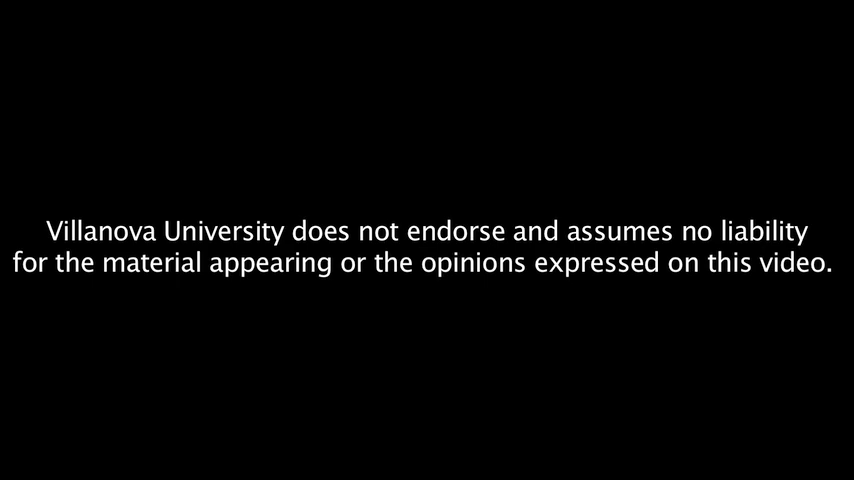 Villanova University does not endorse and assumes no liability
for the material appearing or the opinions expressed on this video.